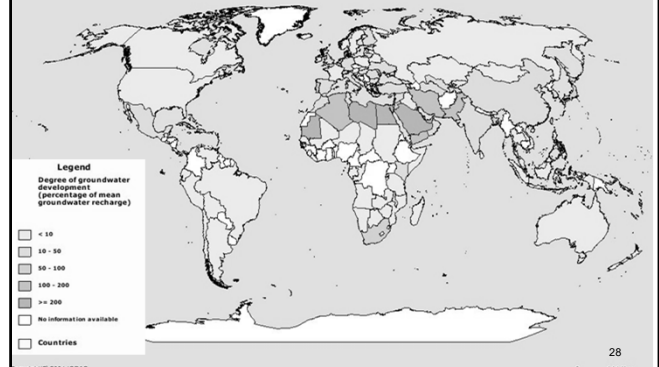 Legend
Degree of groundwater
development
(percentage of mean
groundwater recharge)
< 10
10 - 50
50 - 100
100 - 200
>= 200
No information available
Countries
28